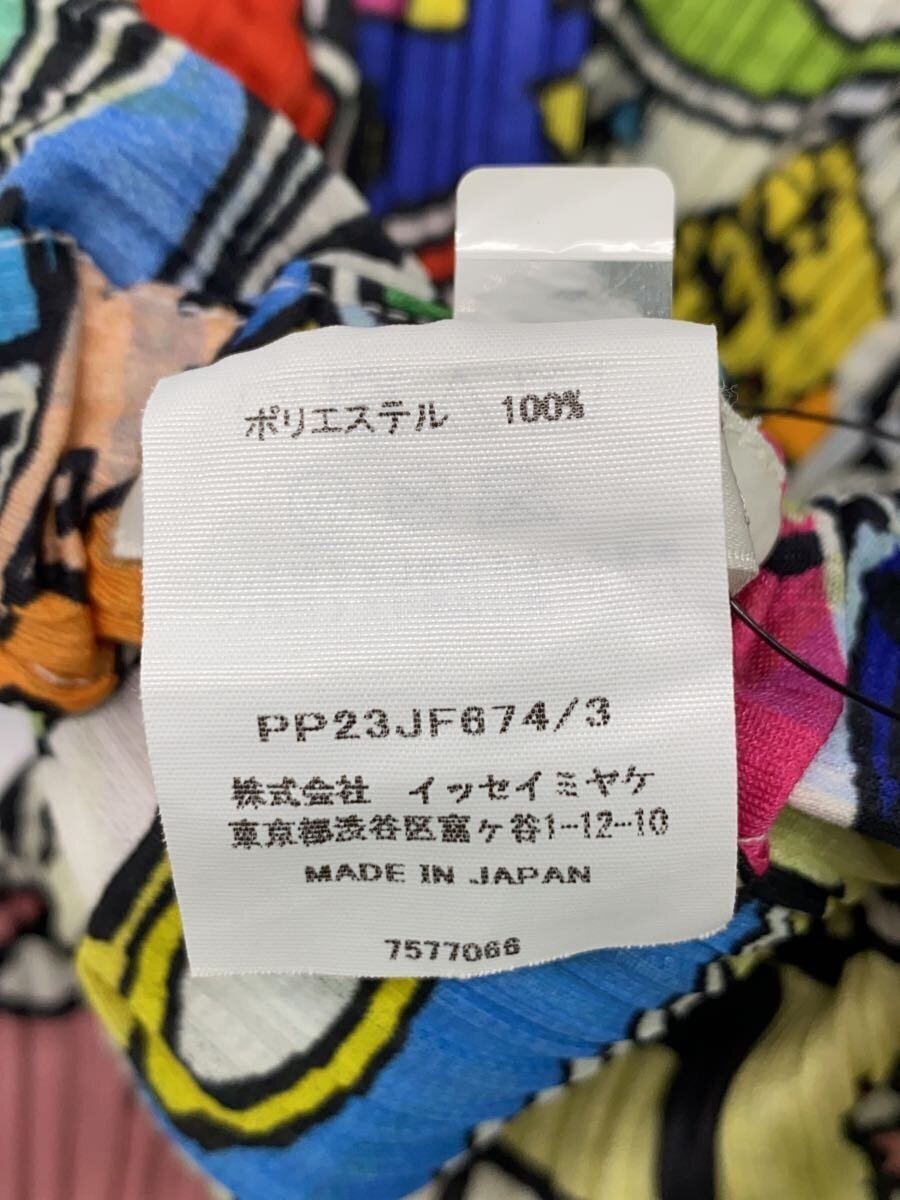 ポリエステル 100%
PP23JF674/3
株式会社 イッセイミヤケ
東京都渋谷区富ヶ谷1-12-10
MADE IN JAPAN
7577066